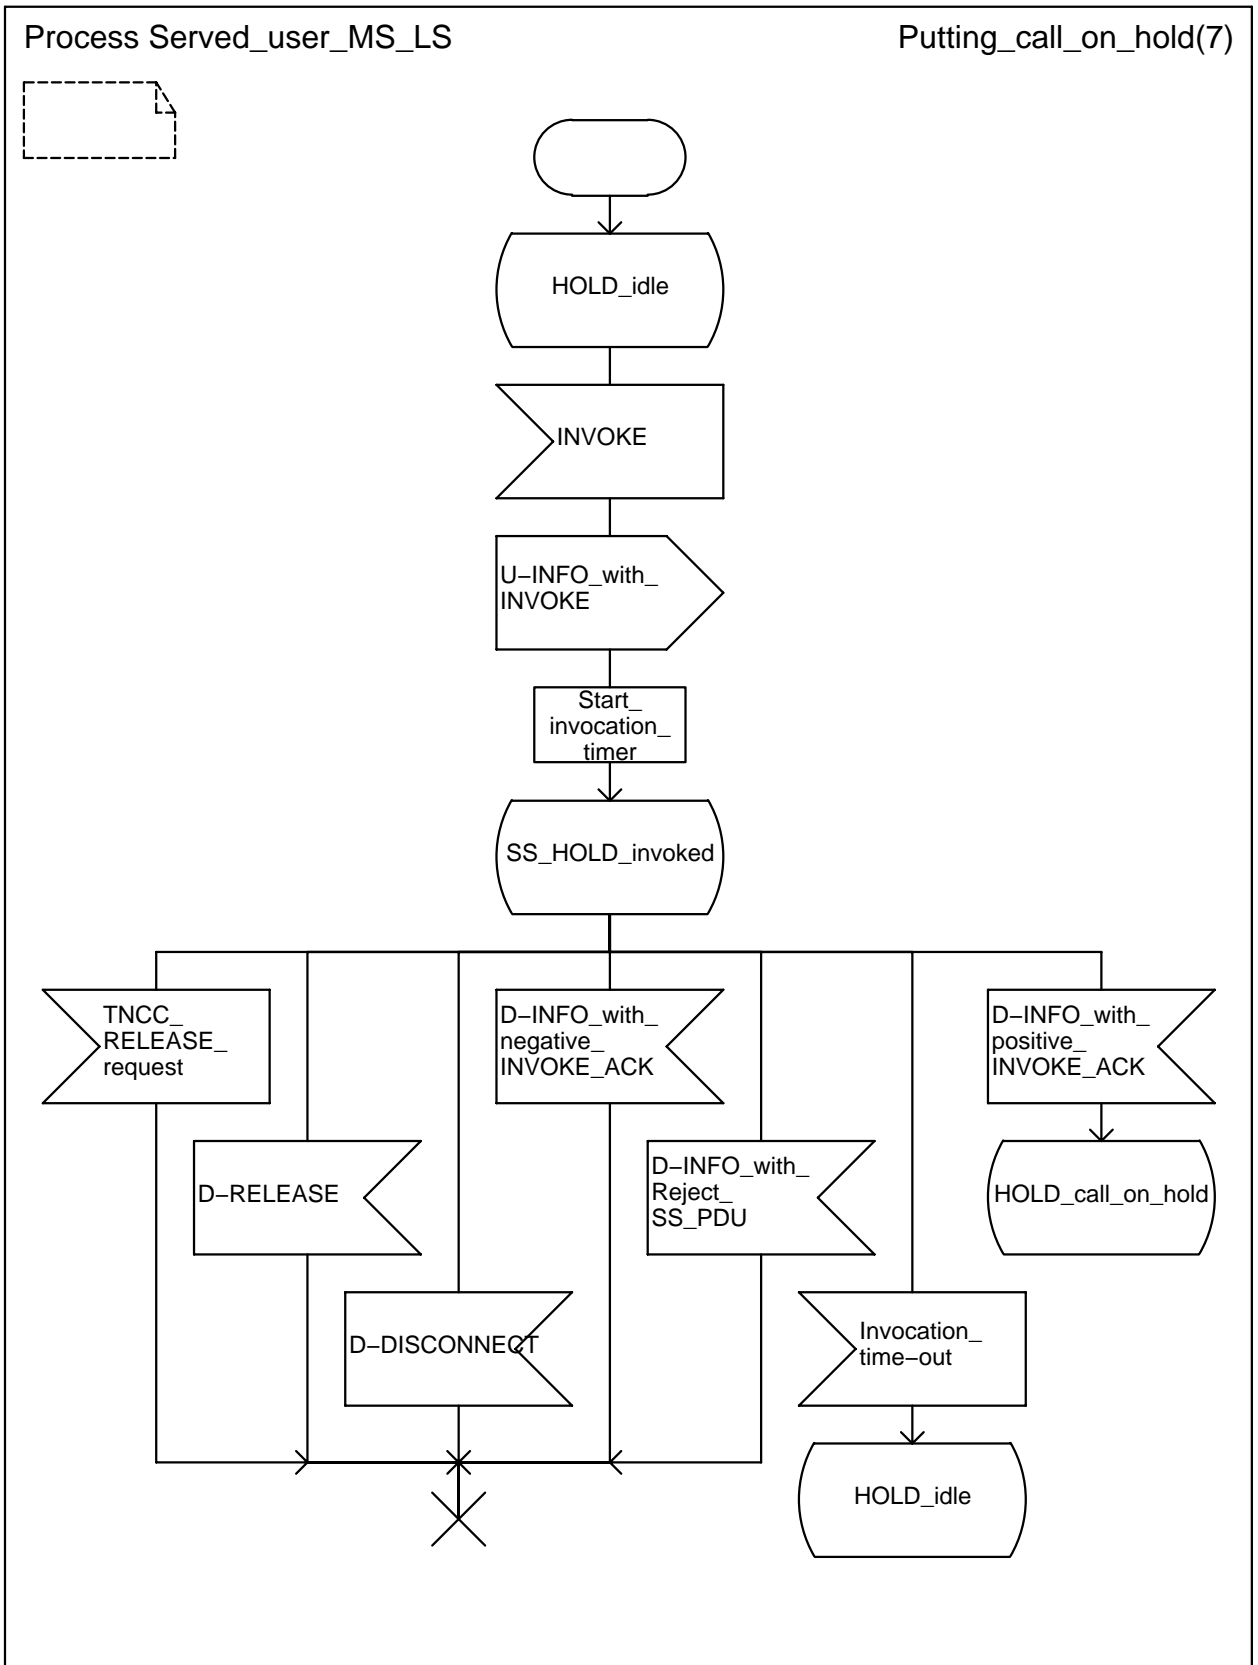 Process Served_user_MS_LS
Putting_call_on_hold(7)
HOLD_idle
INVOKE
U−INFO_with_
INVOKE
Start_
invocation_
timer
SS_HOLD_invoked
TNCC_
RELEASE_
request
D−INFO_with_
negative_
INVOKE_ACK
D−INFO_with_
positive_
INVOKE_ACK
D−RELEASE
D−INFO_with_
Reject_
SS_PDU
HOLD_call_on_hold
D−DISCONNECT
Invocation_
time−out
HOLD_idle